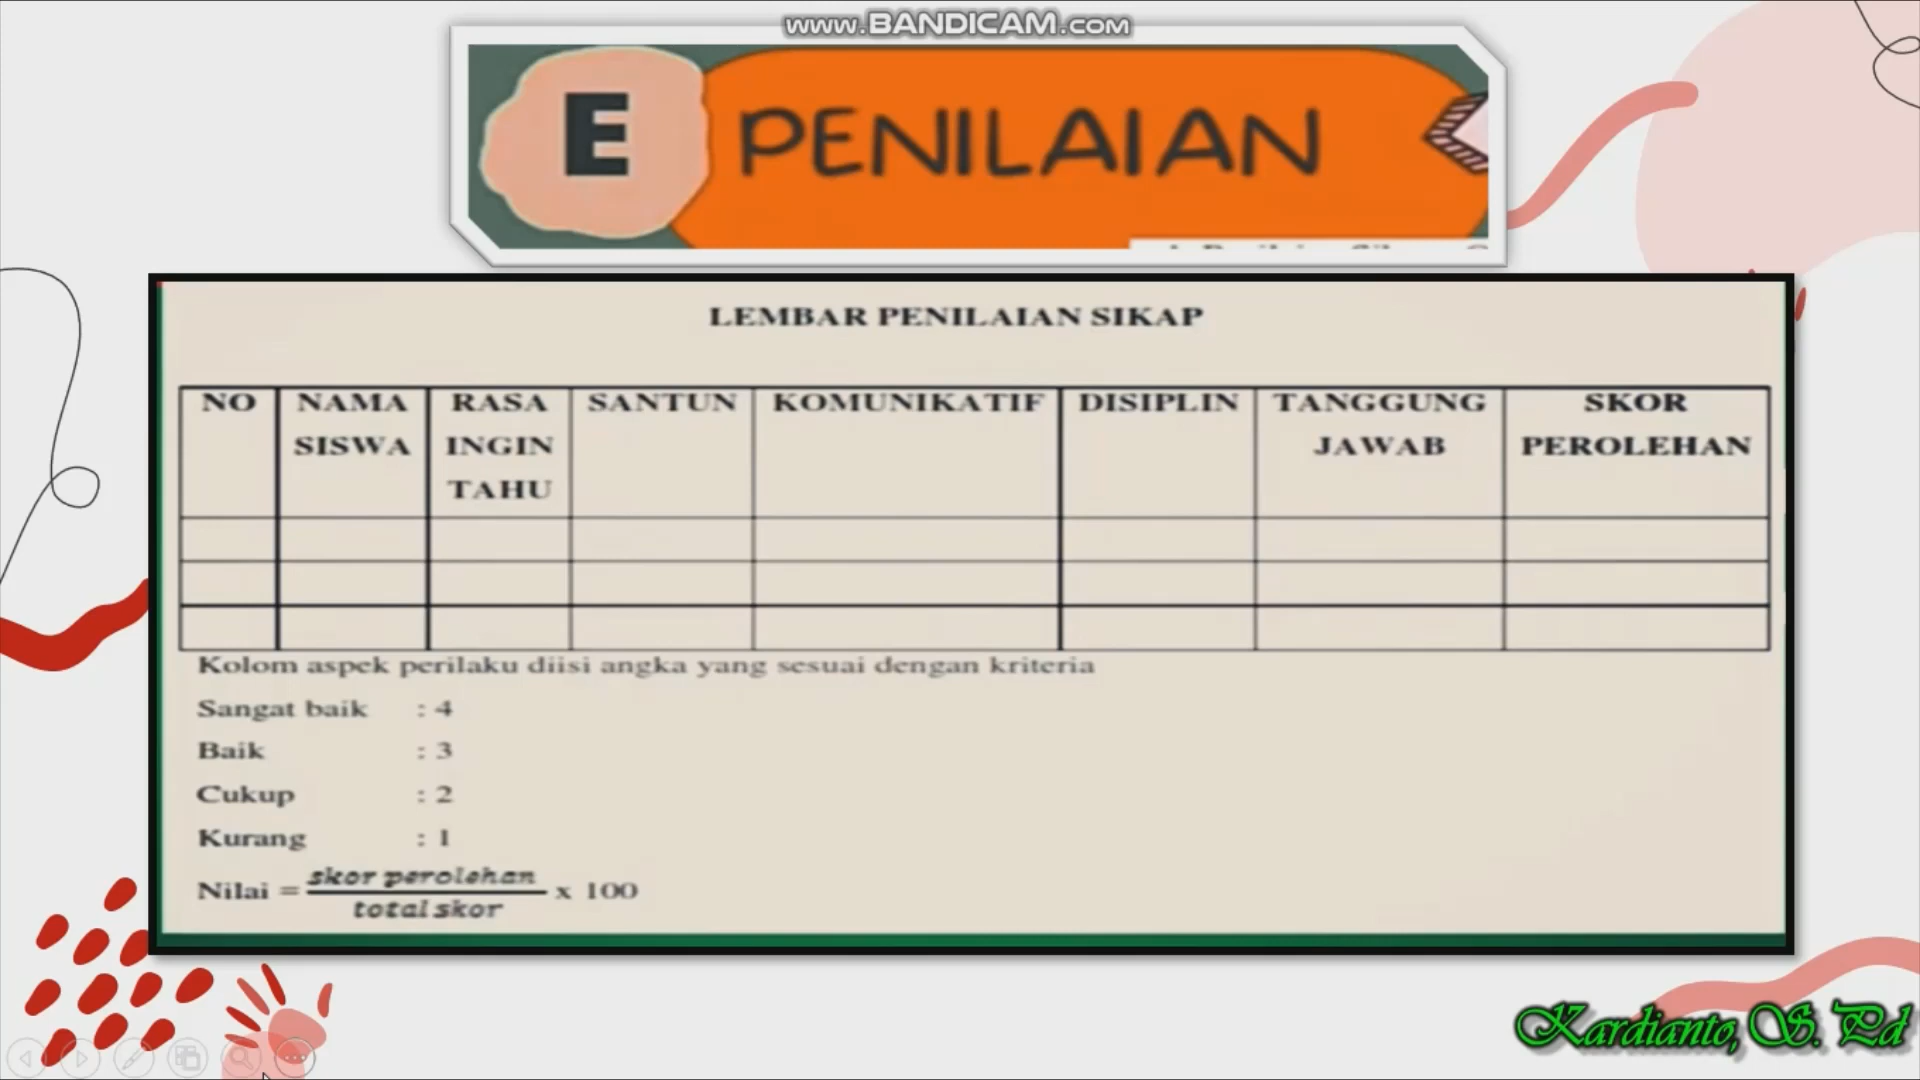 www.BANDICAM.com
E PENILAIAN
LEMBAR PENILAIAN SIKAP
NO NAMA SISWA RASA INGIN TAHU SANTUN KOMUNIKATIF DISIPLIN TANGGUNG JAWAB SKOR PEROLEHAN
Kolom aspek perilaku diisi angka yang sesuai dengan kriteria
Sangat baik : 4
Baik : 3
Cukup : 2
Kurang : 1
Nilai = skor perolehan / total skor x 100
Kardianto, S. Pd